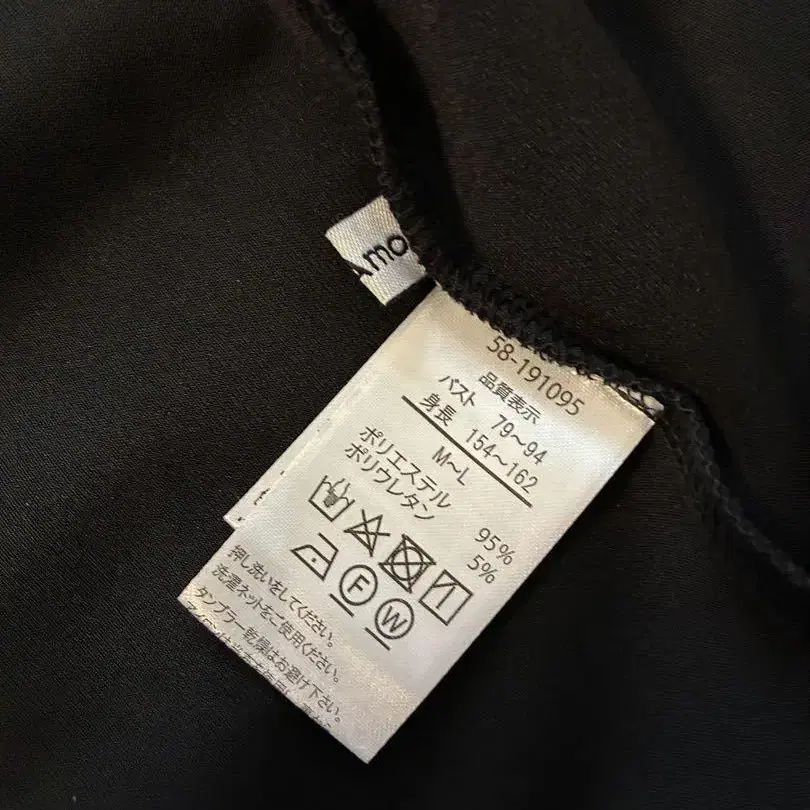 Amo
58-191095
品質表示
バスト 79~94
身長 154~162
M~L
ポリエステル 95%
ポリウレタン 5%
F W
押し洗いをしてください。
洗濯ネットをご使用ください。
タンブラー乾燥はお避け下さい。